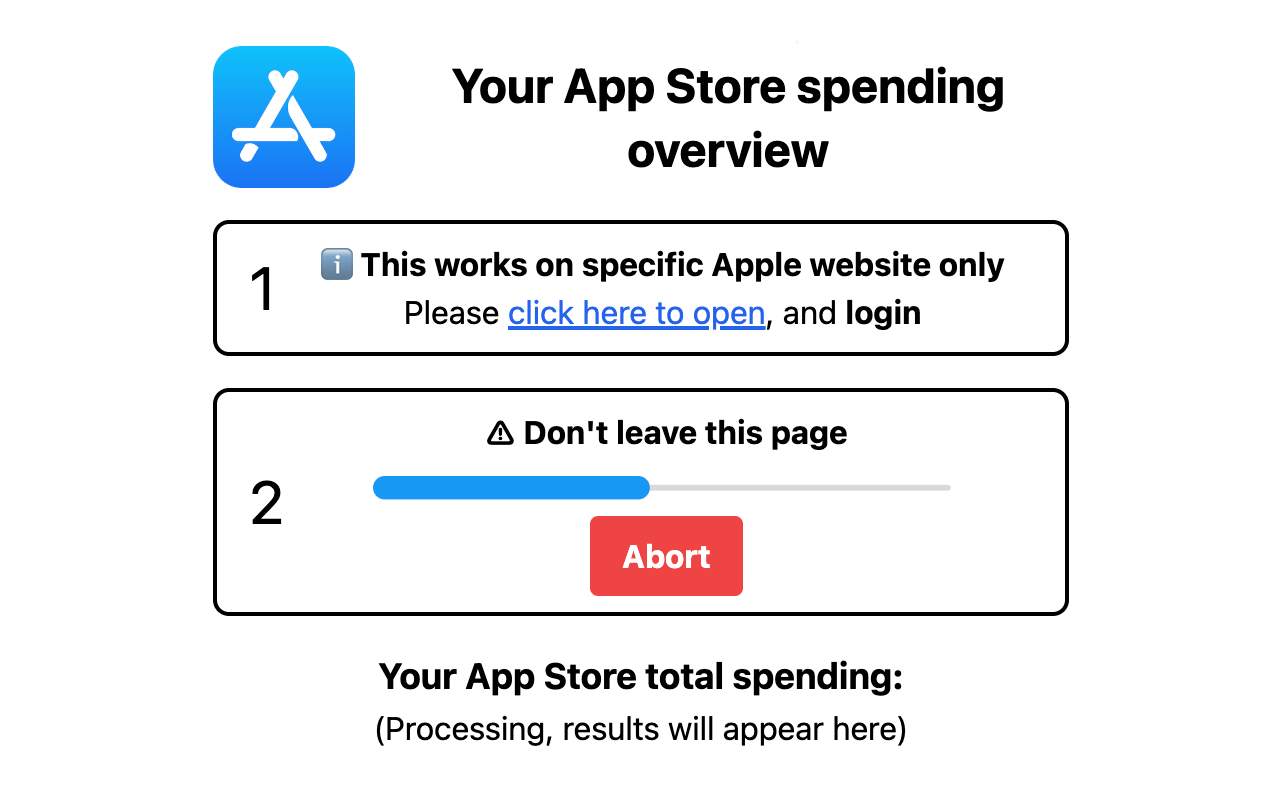 Your App Store spending
overview
1
ℹ️ This works on specific Apple website only
Please click here to open, and login
2
⚠ Don't leave this page
Abort
Your App Store total spending:
(Processing, results will appear here)